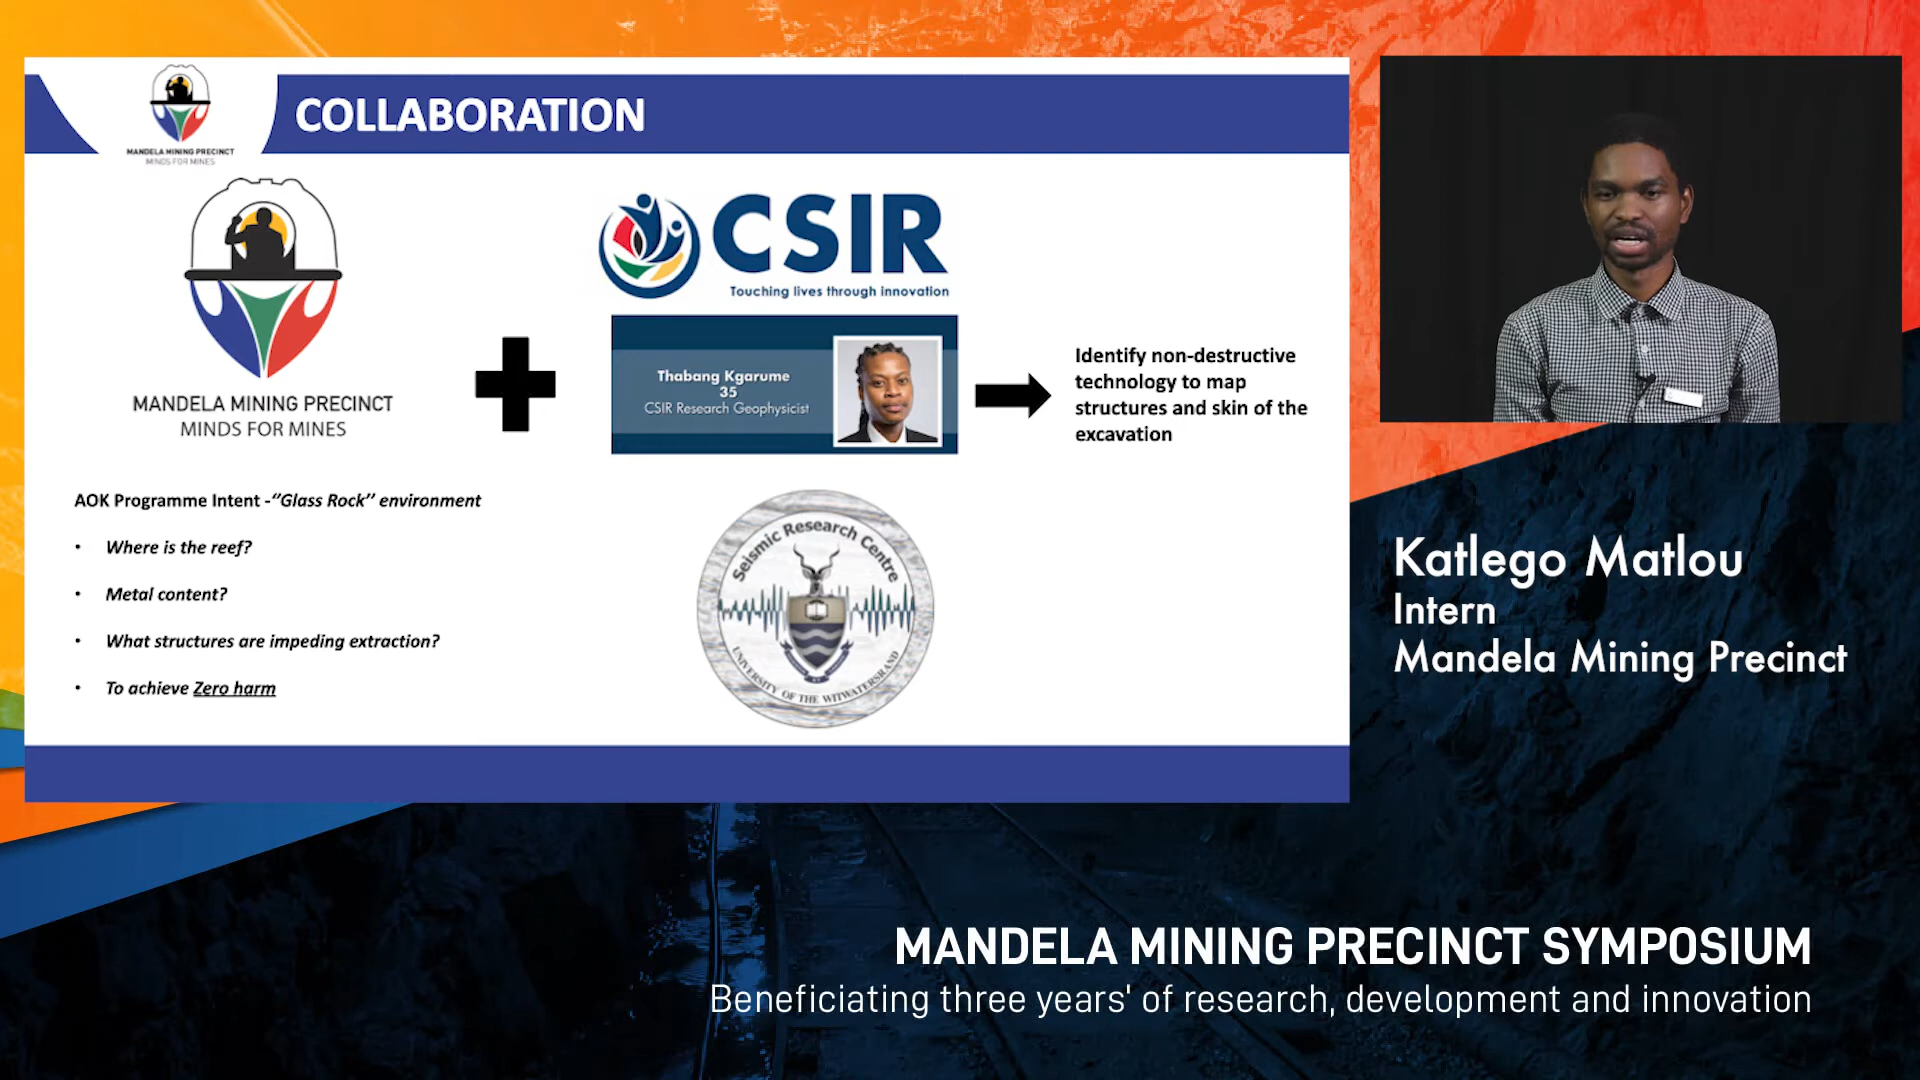 MANDELA MINING PRECINCT
MINDS FOR MINES
COLLABORATION
MANDELA MINING PRECINCT
MINDS FOR MINES
CSIR
Touching lives through innovation
Thabang Kgarume
35
CSIR Research Geophysicist
Identify non-destructive
technology to map
structures and skin of the
excavation
AOK Programme Intent -“Glass Rock” environment
• Where is the reef?
• Metal content?
• What structures are impeding extraction?
• To achieve Zero harm
Seismic Research Centre
UNIVERSITY OF THE WITWATERSRAND
Katlego Matlou
Intern
Mandela Mining Precinct
MANDELA MINING PRECINCT SYMPOSIUM
Beneficiating three years' of research, development and innovation